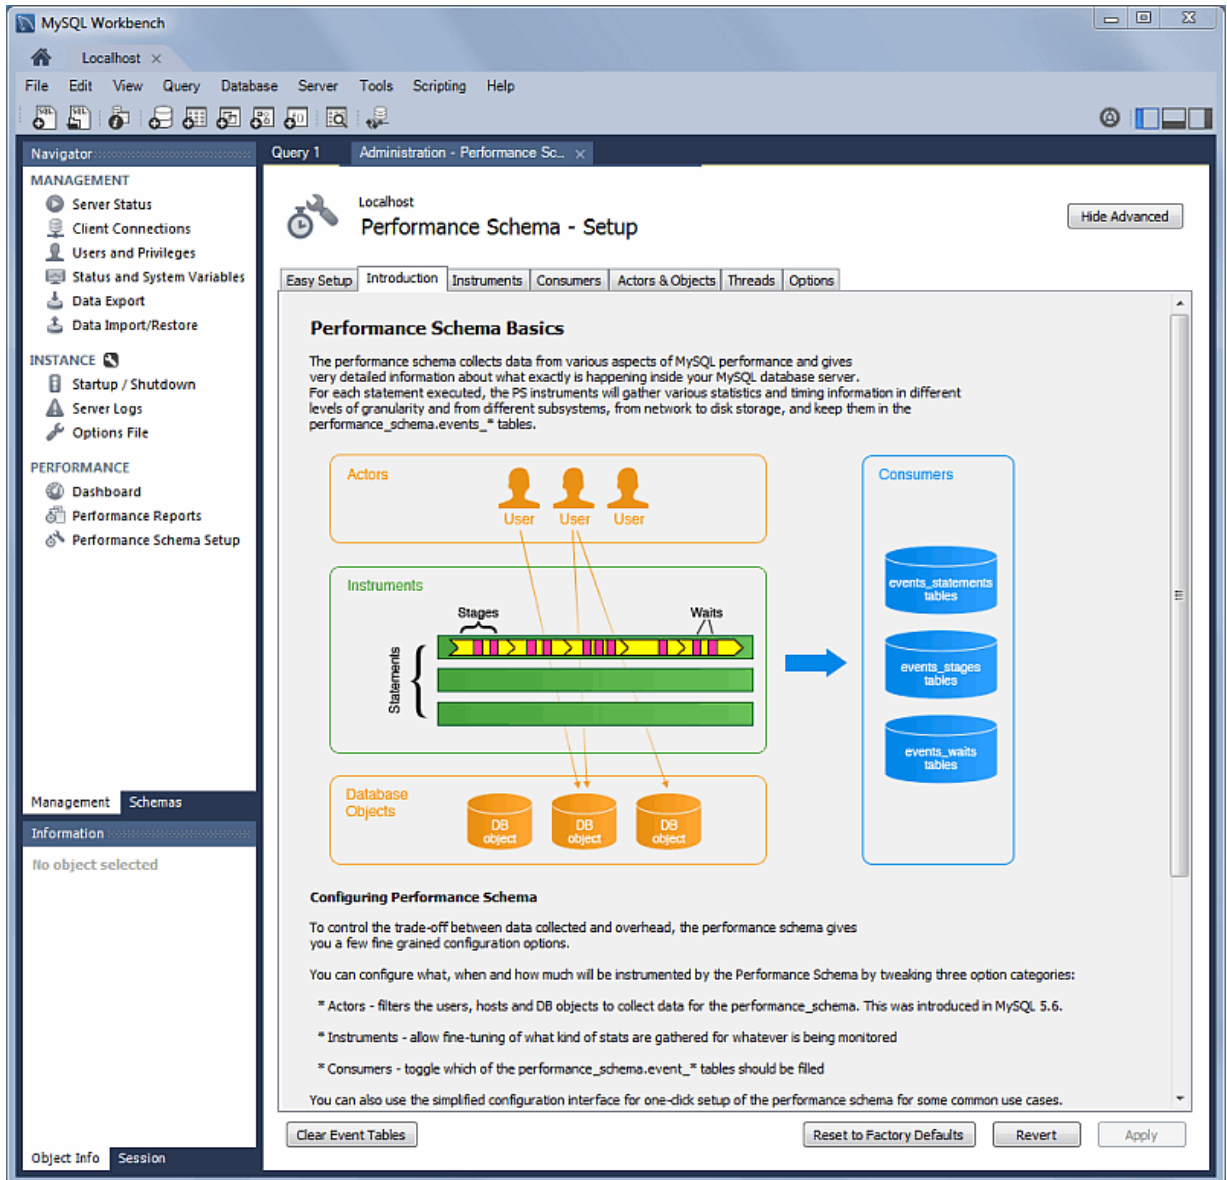 MySQL Workbench
Localhost
File Edit View Query Database Server Tools Scripting Help
Navigator
MANAGEMENT
Server Status
Client Connections
Users and Privileges
Status and System Variables
Data Export
Data Import/Restore
INSTANCE
Startup / Shutdown
Server Logs
Options File
PERFORMANCE
Dashboard
Performance Reports
Performance Schema Setup
Management Schemas
Information
No object selected
Object Info Session
Query 1 Administration - Performance Sc...
Localhost
Performance Schema - Setup
Hide Advanced
Easy Setup Introduction Instruments Consumers Actors & Objects Threads Options
Performance Schema Basics
The performance schema collects data from various aspects of MySQL performance and gives
very detailed information about what exactly is happening inside your MySQL database server.
For each statement executed, the PS instruments will gather various statistics and timing information in different
levels of granularity and from different subsystems, from network to disk storage, and keep them in the
performance_schema.events_* tables.
Actors
User User User
Instruments
Stages Waits
Statements
Database
Objects
DB
object
DB
object
DB
object
Consumers
events_statements
tables
events_stages
tables
events_waits
tables
Configuring Performance Schema
To control the trade-off between data collected and overhead, the performance schema gives
you a few fine grained configuration options.
You can configure what, when and how much will be instrumented by the Performance Schema by tweaking three option categories:
* Actors - filters the users, hosts and DB objects to collect data for the performance_schema. This was introduced in MySQL 5.6.
* Instruments - allow fine-tuning of what kind of stats are gathered for whatever is being monitored
* Consumers - toggle which of the performance_schema.event_* tables should be filled
You can also use the simplified configuration interface for one-click setup of the performance schema for some common use cases.
Clear Event Tables Reset to Factory Defaults Revert Apply